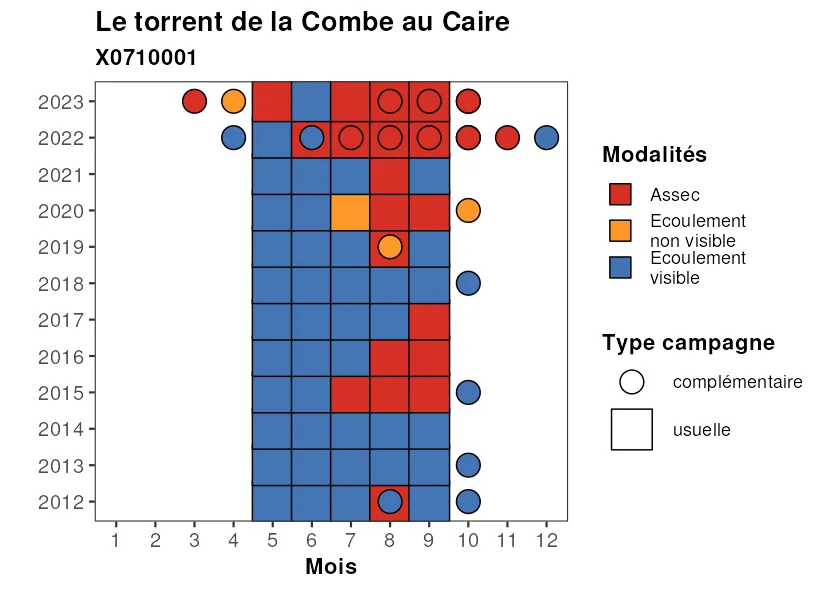 Le torrent de la Combe au Caire
X0710001
2023
2022
2021
2020
2019
2018
2017
2016
2015
2014
2013
2012
1 2 3 4 5 6 7 8 9 10 11 12
Mois
Modalités
Assec
Ecoulement
non visible
Ecoulement
visible
Type campagne
complémentaire
usuelle